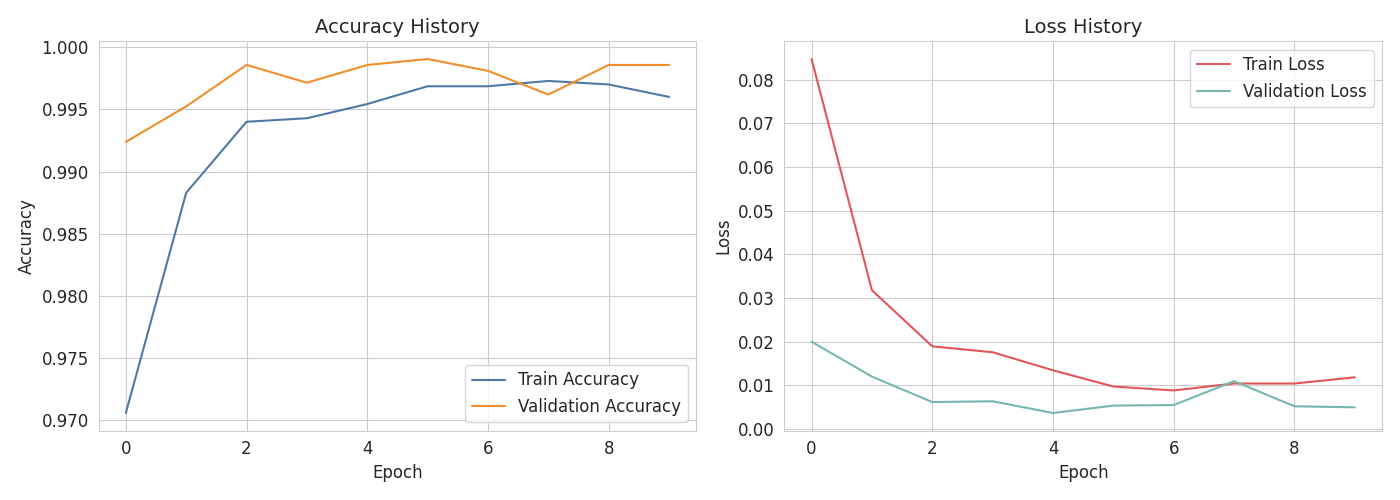 Accuracy History
1.000
0.995
0.990
0.985
0.980
0.975
0.970
Accuracy
0 2 4 6 8
Epoch
Train Accuracy
Validation Accuracy
Loss History
0.08
0.07
0.06
0.05
0.04
0.03
0.02
0.01
0.00
Loss
0 2 4 6 8
Epoch
Train Loss
Validation Loss